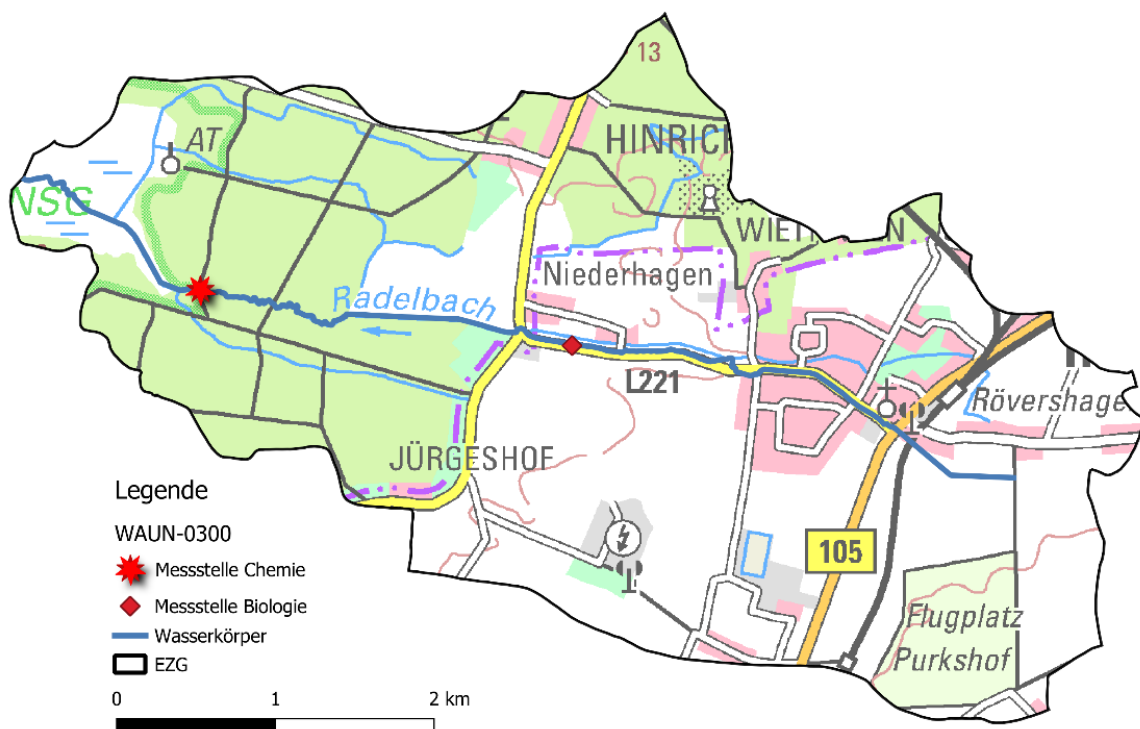 13
AT
HINRICH
NSG
WIETH
N
Niederhagen
Radelbach
L221
Rövershage
JÜRGESHOF
105
Flugplatz
Purkshof
Legende
WAUN-0300
Messstelle Chemie
Messstelle Biologie
Wasserkörper
EZG
0 1 2 km